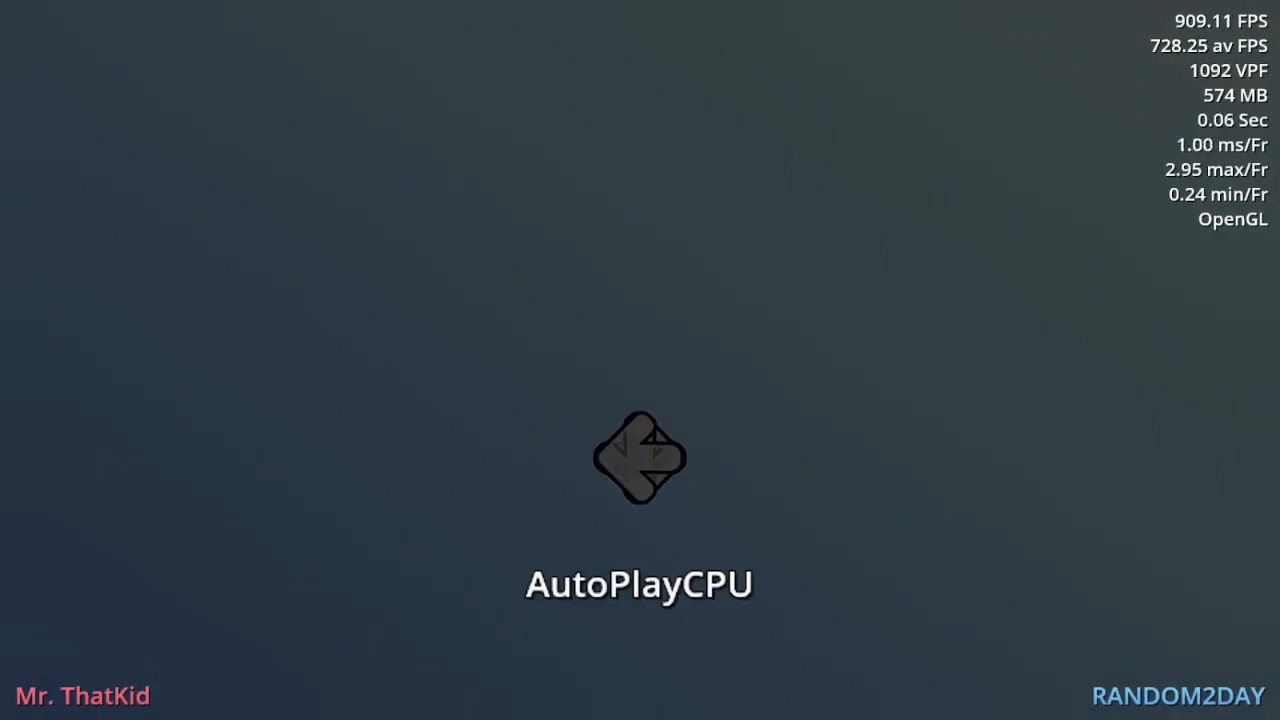 909.11 FPS
728.25 av FPS
1092 VPF
574 MB
0.06 Sec
1.00 ms/Fr
2.95 max/Fr
0.24 min/Fr
OpenGL
AutoPlayCPU
Mr. ThatKid
RANDOM2DAY